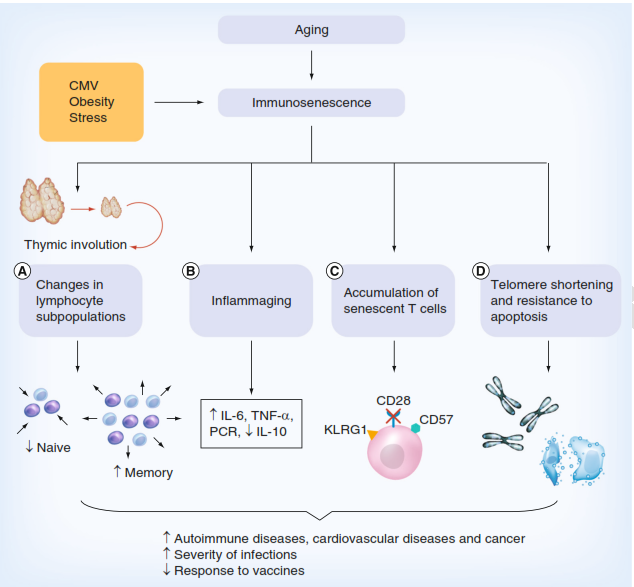 Aging
CMV
Obesity
Stress
Immunosenescence
Thymic involution
A
Changes in
lymphocyte
subpopulations
B
Inflammaging
C
Accumulation of
senescent T cells
D
Telomere shortening
and resistance to
apoptosis
↓ Naive
↑ Memory
↑ IL-6, TNF-α,
PCR, ↓ IL-10
CD28
CD57
KLRG1
↑ Autoimmune diseases, cardiovascular diseases and cancer
↑ Severity of infections
↓ Response to vaccines